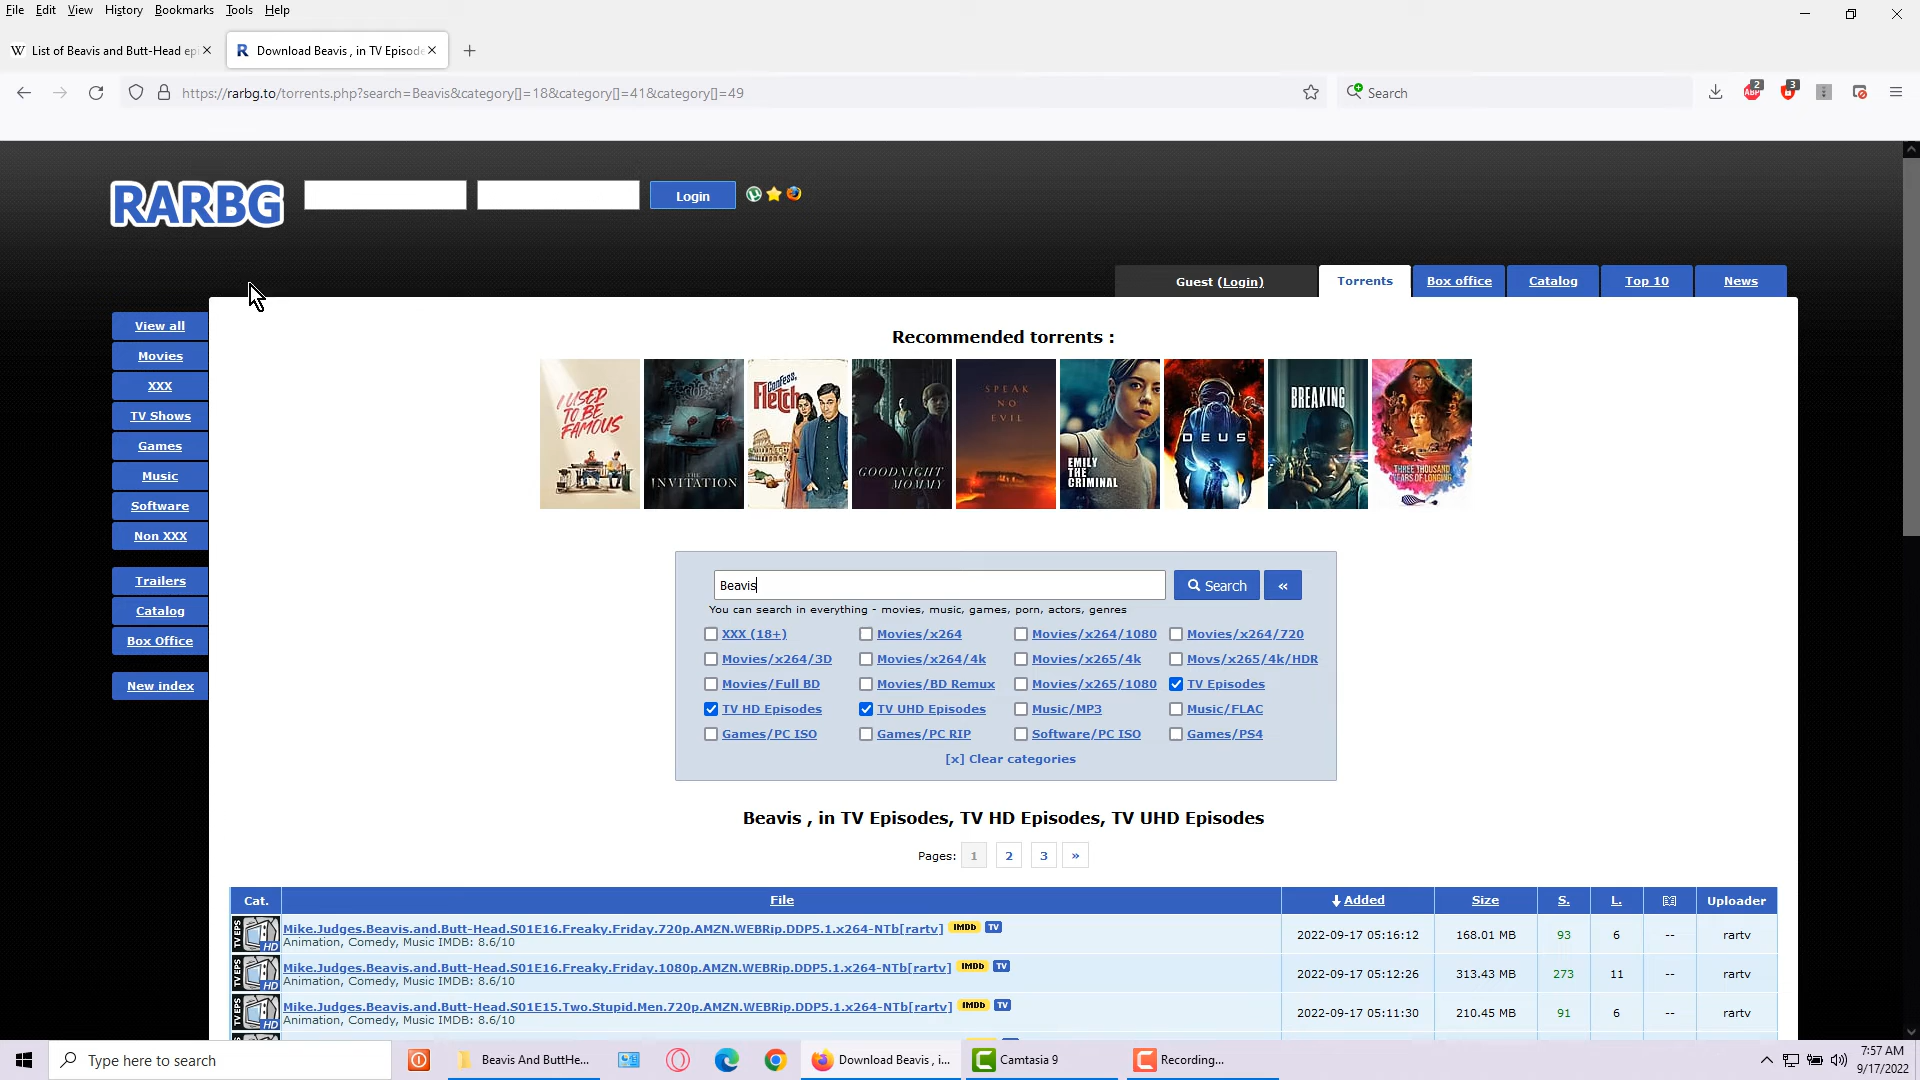 File Edit View History Bookmarks Tools Help
List of Beavis and Butt-Head ep
Download Beavis , in TV Episode
https://rarbg.to/torrents.php?search=Beavis&category[]=18&category[]=41&category[]=49
Search
2
ABP
3
RARBG
Login
Guest (Login)
Torrents
Box office
Catalog
Top 10
News
View all
Movies
XXX
TV Shows
Games
Music
Software
Non XXX
Trailers
Catalog
Box Office
New index
Recommended torrents :
I USED TO BE FAMOUS
THE INVITATION
CONFESS, Fletch
GOODNIGHT MOMMY
SPEAK NO EVIL
EMILY THE CRIMINAL
DEUS
BREAKING
THREE THOUSAND YEARS OF LONGING
Beavis
Search «
You can search in everything - movies, music, games, porn, actors, genres
XXX (18+) Movies/x264 Movies/x264/1080 Movies/x264/720
Movies/x264/3D Movies/x264/4k Movies/x265/4k Movs/x265/4k/HDR
Movies/Full BD Movies/BD Remux Movies/x265/1080 TV Episodes
TV HD Episodes TV UHD Episodes Music/MP3 Music/FLAC
Games/PC ISO Games/PC RIP Software/PC ISO Games/PS4
[x] Clear categories
Beavis , in TV Episodes, TV HD Episodes, TV UHD Episodes
Pages: 1 2 3 »
Cat. File Added Size S. L. Uploader
TV EPS HD
Mike.Judges.Beavis.and.Butt-Head.S01E16.Freaky.Friday.720p.AMZN.WEBRip.DDP5.1.x264-NTb[rartv] IMDb TV
Animation, Comedy, Music IMDB: 8.6/10
2022-09-17 05:16:12 168.01 MB 93 6 -- rartv
TV EPS HD
Mike.Judges.Beavis.and.Butt-Head.S01E16.Freaky.Friday.1080p.AMZN.WEBRip.DDP5.1.x264-NTb[rartv] IMDb TV
Animation, Comedy, Music IMDB: 8.6/10
2022-09-17 05:12:26 313.43 MB 273 11 -- rartv
TV EPS HD
Mike.Judges.Beavis.and.Butt-Head.S01E15.Two.Stupid.Men.720p.AMZN.WEBRip.DDP5.1.x264-NTb[rartv] IMDb TV
Animation, Comedy, Music IMDB: 8.6/10
2022-09-17 05:11:30 210.45 MB 91 6 -- rartv
Type here to search
Beavis And ButtHe...
Download Beavis , i...
Camtasia 9
Recording...
7:57 AM
9/17/2022